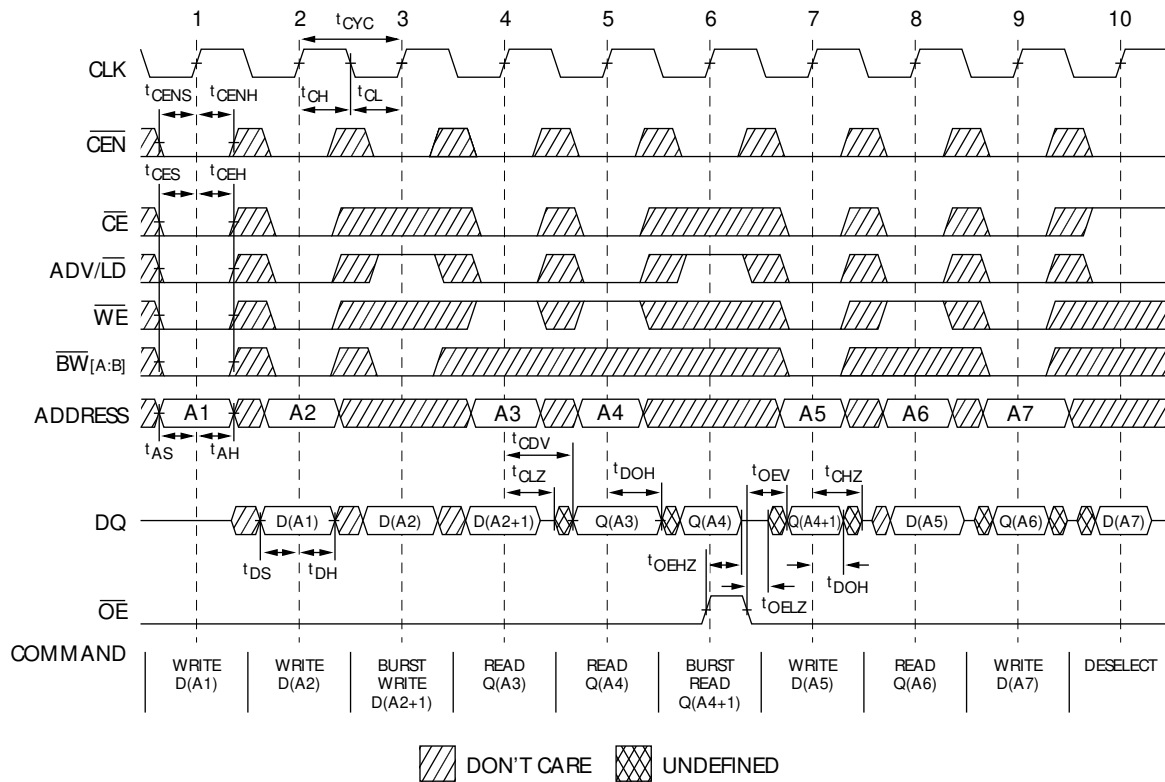 1 2 3 4 5 6 7 8 9 10
tCYC
CLK
tCENS tCENH tCH tCL
CEN
tCES tCEH
CE
ADV/LD
WE
BW[A:B]
ADDRESS A1 A2 A3 A4 A5 A6 A7
tAS tAH tCDV
tCLZ tDOH tOEV tCHZ
DQ D(A1) D(A2) D(A2+1) Q(A3) Q(A4) Q(A4+1) D(A5) Q(A6) D(A7)
tDS tDH tOEHZ tDOH
tOELZ
OE
COMMAND
WRITE
D(A1)
WRITE
D(A2)
BURST
WRITE
D(A2+1)
READ
Q(A3)
READ
Q(A4)
BURST
READ
Q(A4+1)
WRITE
D(A5)
READ
Q(A6)
WRITE
D(A7)
DESELECT
DON'T CARE UNDEFINED